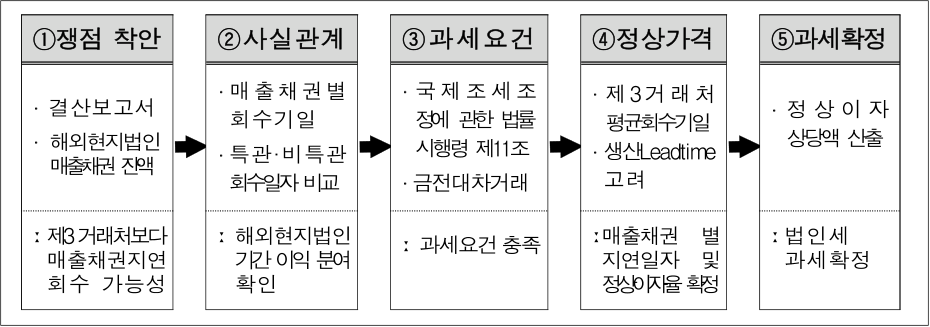 ①쟁점 착안
· 결산보고서
· 해외현지법인
매출채권 잔액
: 제3거래처보다
매출채권지연
회수 가능성
②사실관계
· 매출채권별
회수기일
· 특관·비특관
회수일자 비교
: 해외현지법인
기간 이익 분여
확인
③과세요건
· 국제조세조
정에 관한 법률
시행령 제11조
· 금전대차거래
: 과세요건 충족
④정상가격
· 제3거래처
평균회수기일
· 생산Leadtime
고려
: 매출채권 별
지연일자 및
정상이자율 확정
⑤과세확정
· 정상이자
상당액 산출
: 법인세
과세확정